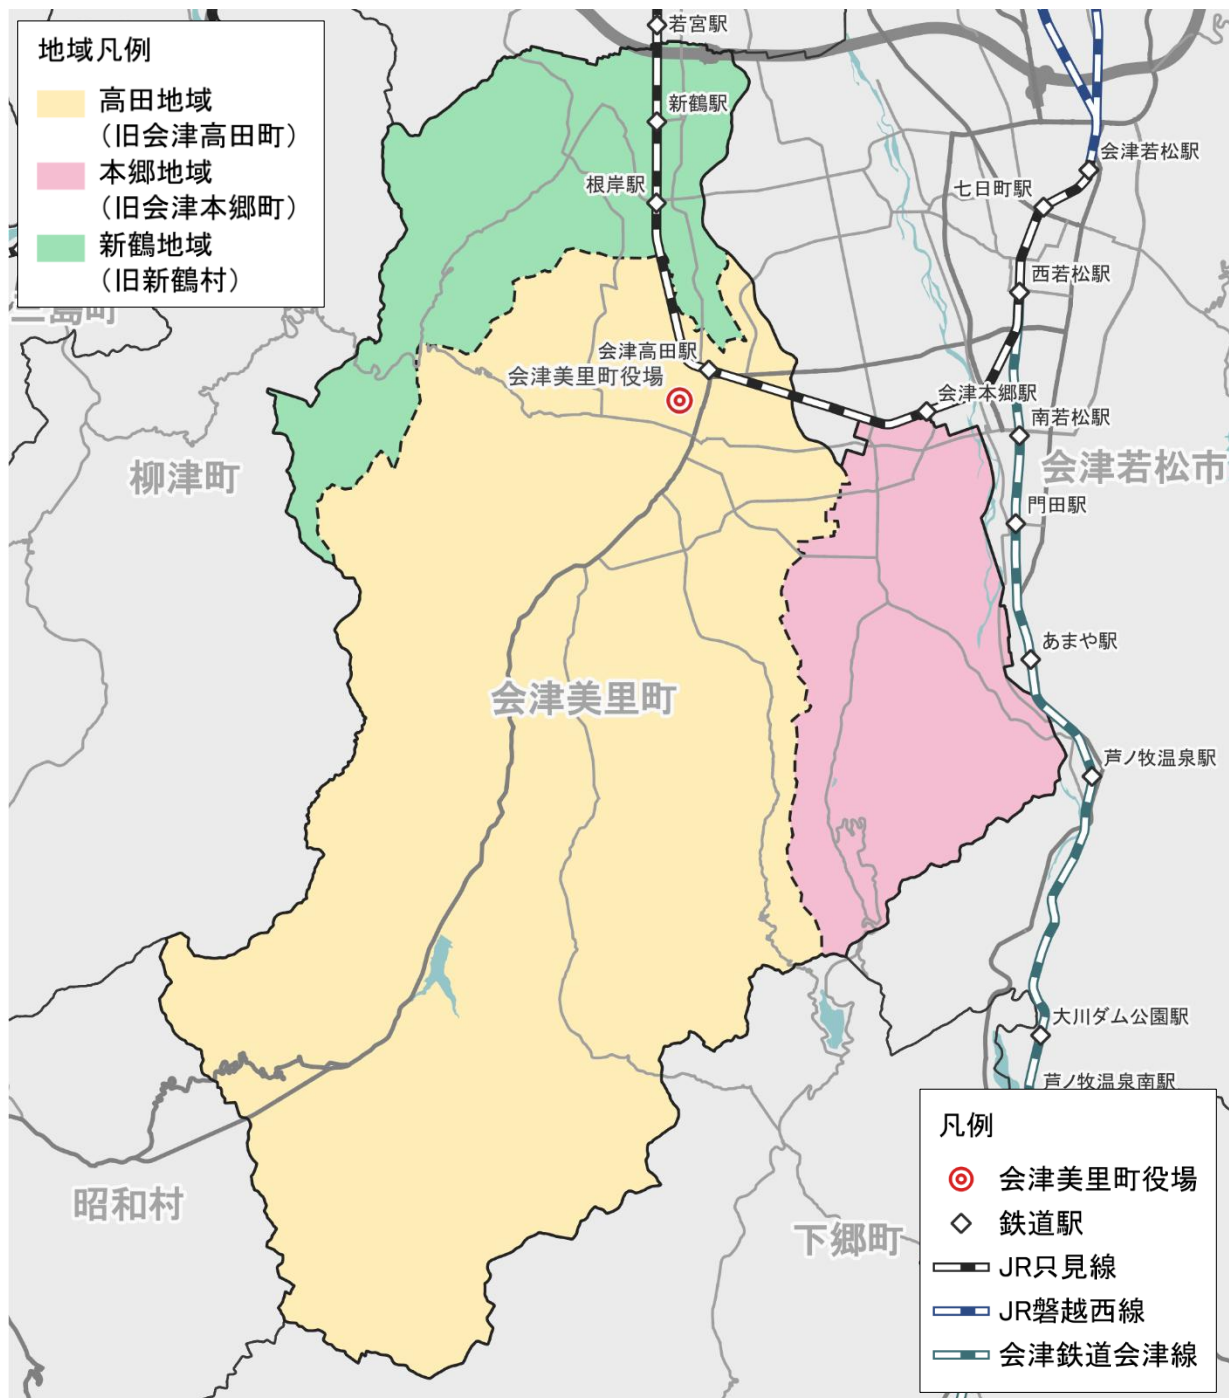 地域凡例
高田地域
（旧会津高田町）
本郷地域
（旧会津本郷町）
新鶴地域
（旧新鶴村）
若宮駅
新鶴駅
会津若松駅
根岸駅
七日町駅
西若松駅
三島町
会津高田駅
会津美里町役場
会津本郷駅
南若松駅
柳津町
会津若松市
門田駅
あまや駅
会津美里町
芦ノ牧温泉駅
大川ダム公園駅
芦ノ牧温泉南駅
昭和村
下郷町
凡例
会津美里町役場
鉄道駅
JR只見線
JR磐越西線
会津鉄道会津線